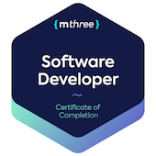 {mthree}
Software
Developer
~
Certificate of
Completion